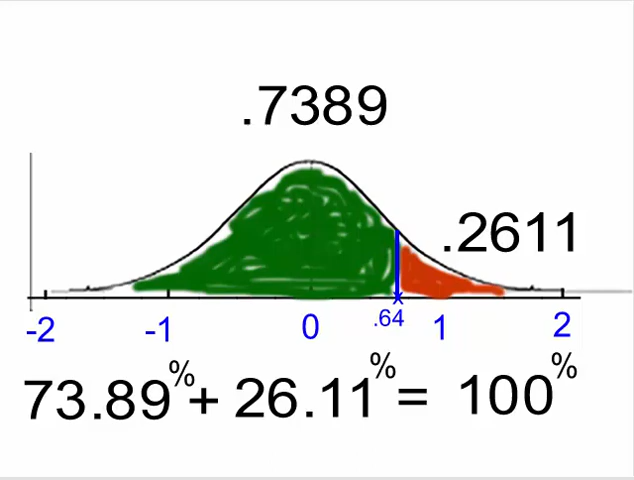 .7389
.2611
-2 -1 0 .64 1 2
73.89% + 26.11% = 100%